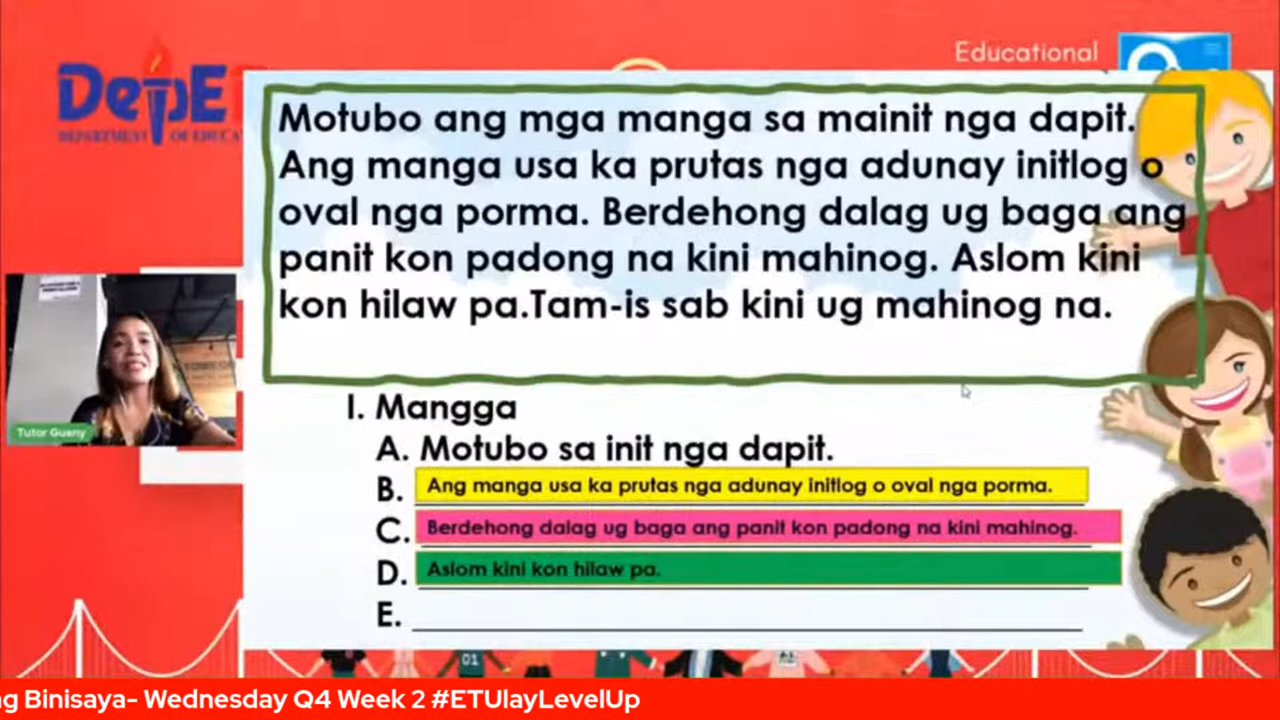 Educational
DepE
DEPARTMENT OF EDUCA
Motubo ang mga manga sa mainit nga dapit.
Ang manga usa ka prutas nga adunay initlog o
oval nga porma. Berdehong dalag ug baga ang
panit kon padong na kini mahinog. Aslom kini
kon hilaw pa.Tam-is sab kini ug mahinog na.
I. Mangga
A. Motubo sa init nga dapit.
B. Ang manga usa ka prutas nga adunay initlog o oval nga porma.
C. Berdehong dalag ug baga ang panit kon padong na kini mahinog.
D. Aslom kini kon hilaw pa.
E.
Tutor Gueny
01
ng Binisaya- Wednesday Q4 Week 2 #ETUlayLevelUp